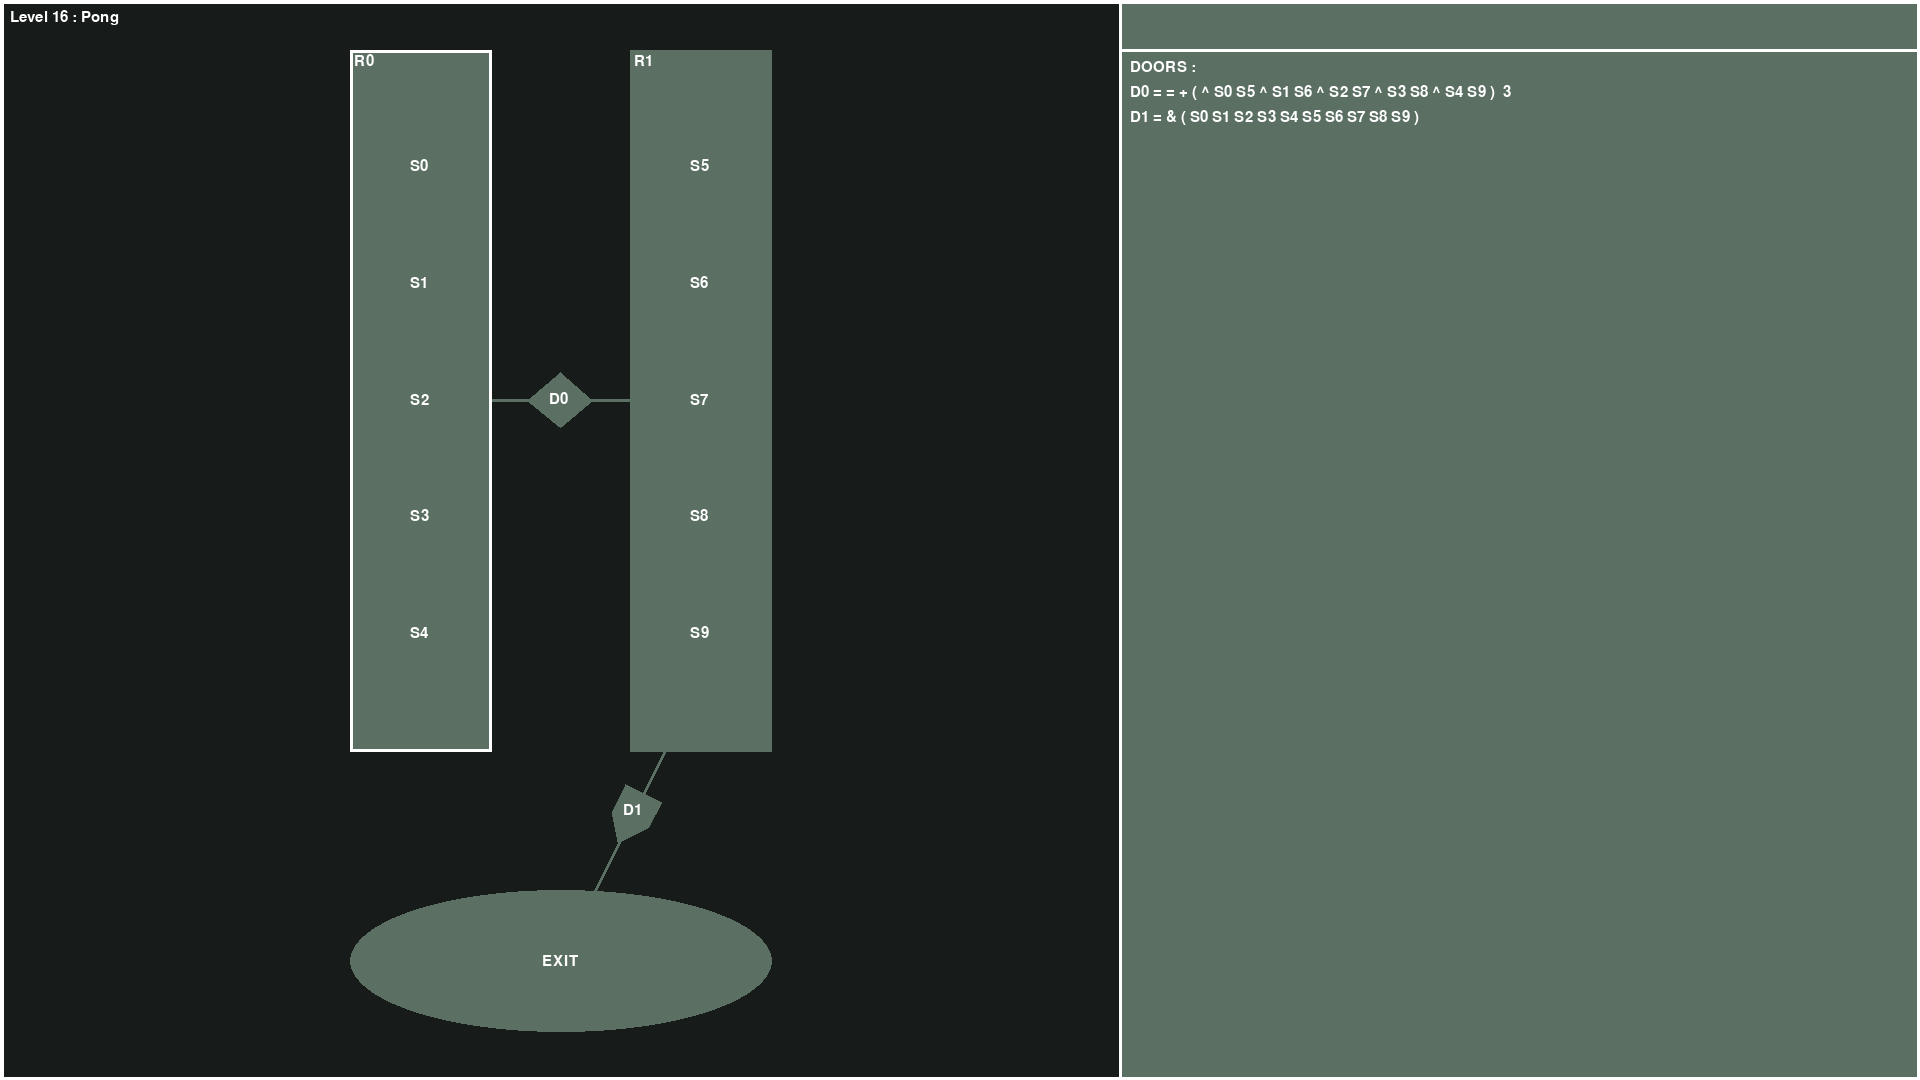 Level 16 : Pong
R0
R1
DOORS :
D0 = = + ( ^ S0 S5 ^ S1 S6 ^ S2 S7 ^ S3 S8 ^ S4 S9 ) 3
D1 = & ( S0 S1 S2 S3 S4 S5 S6 S7 S8 S9 )
S0
S5
S1
S6
S2
D0
S7
S3
S8
S4
S9
D1
EXIT